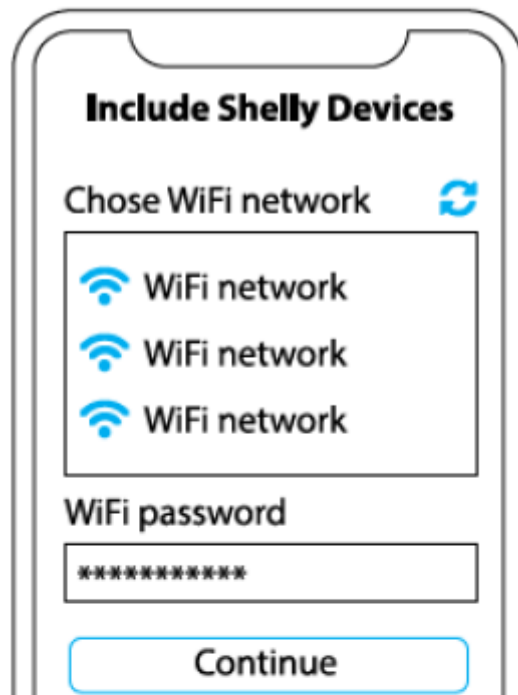 Include Shelly Devices
Chose WiFi network
WiFi network
WiFi network
WiFi network
WiFi password
***********
Continue